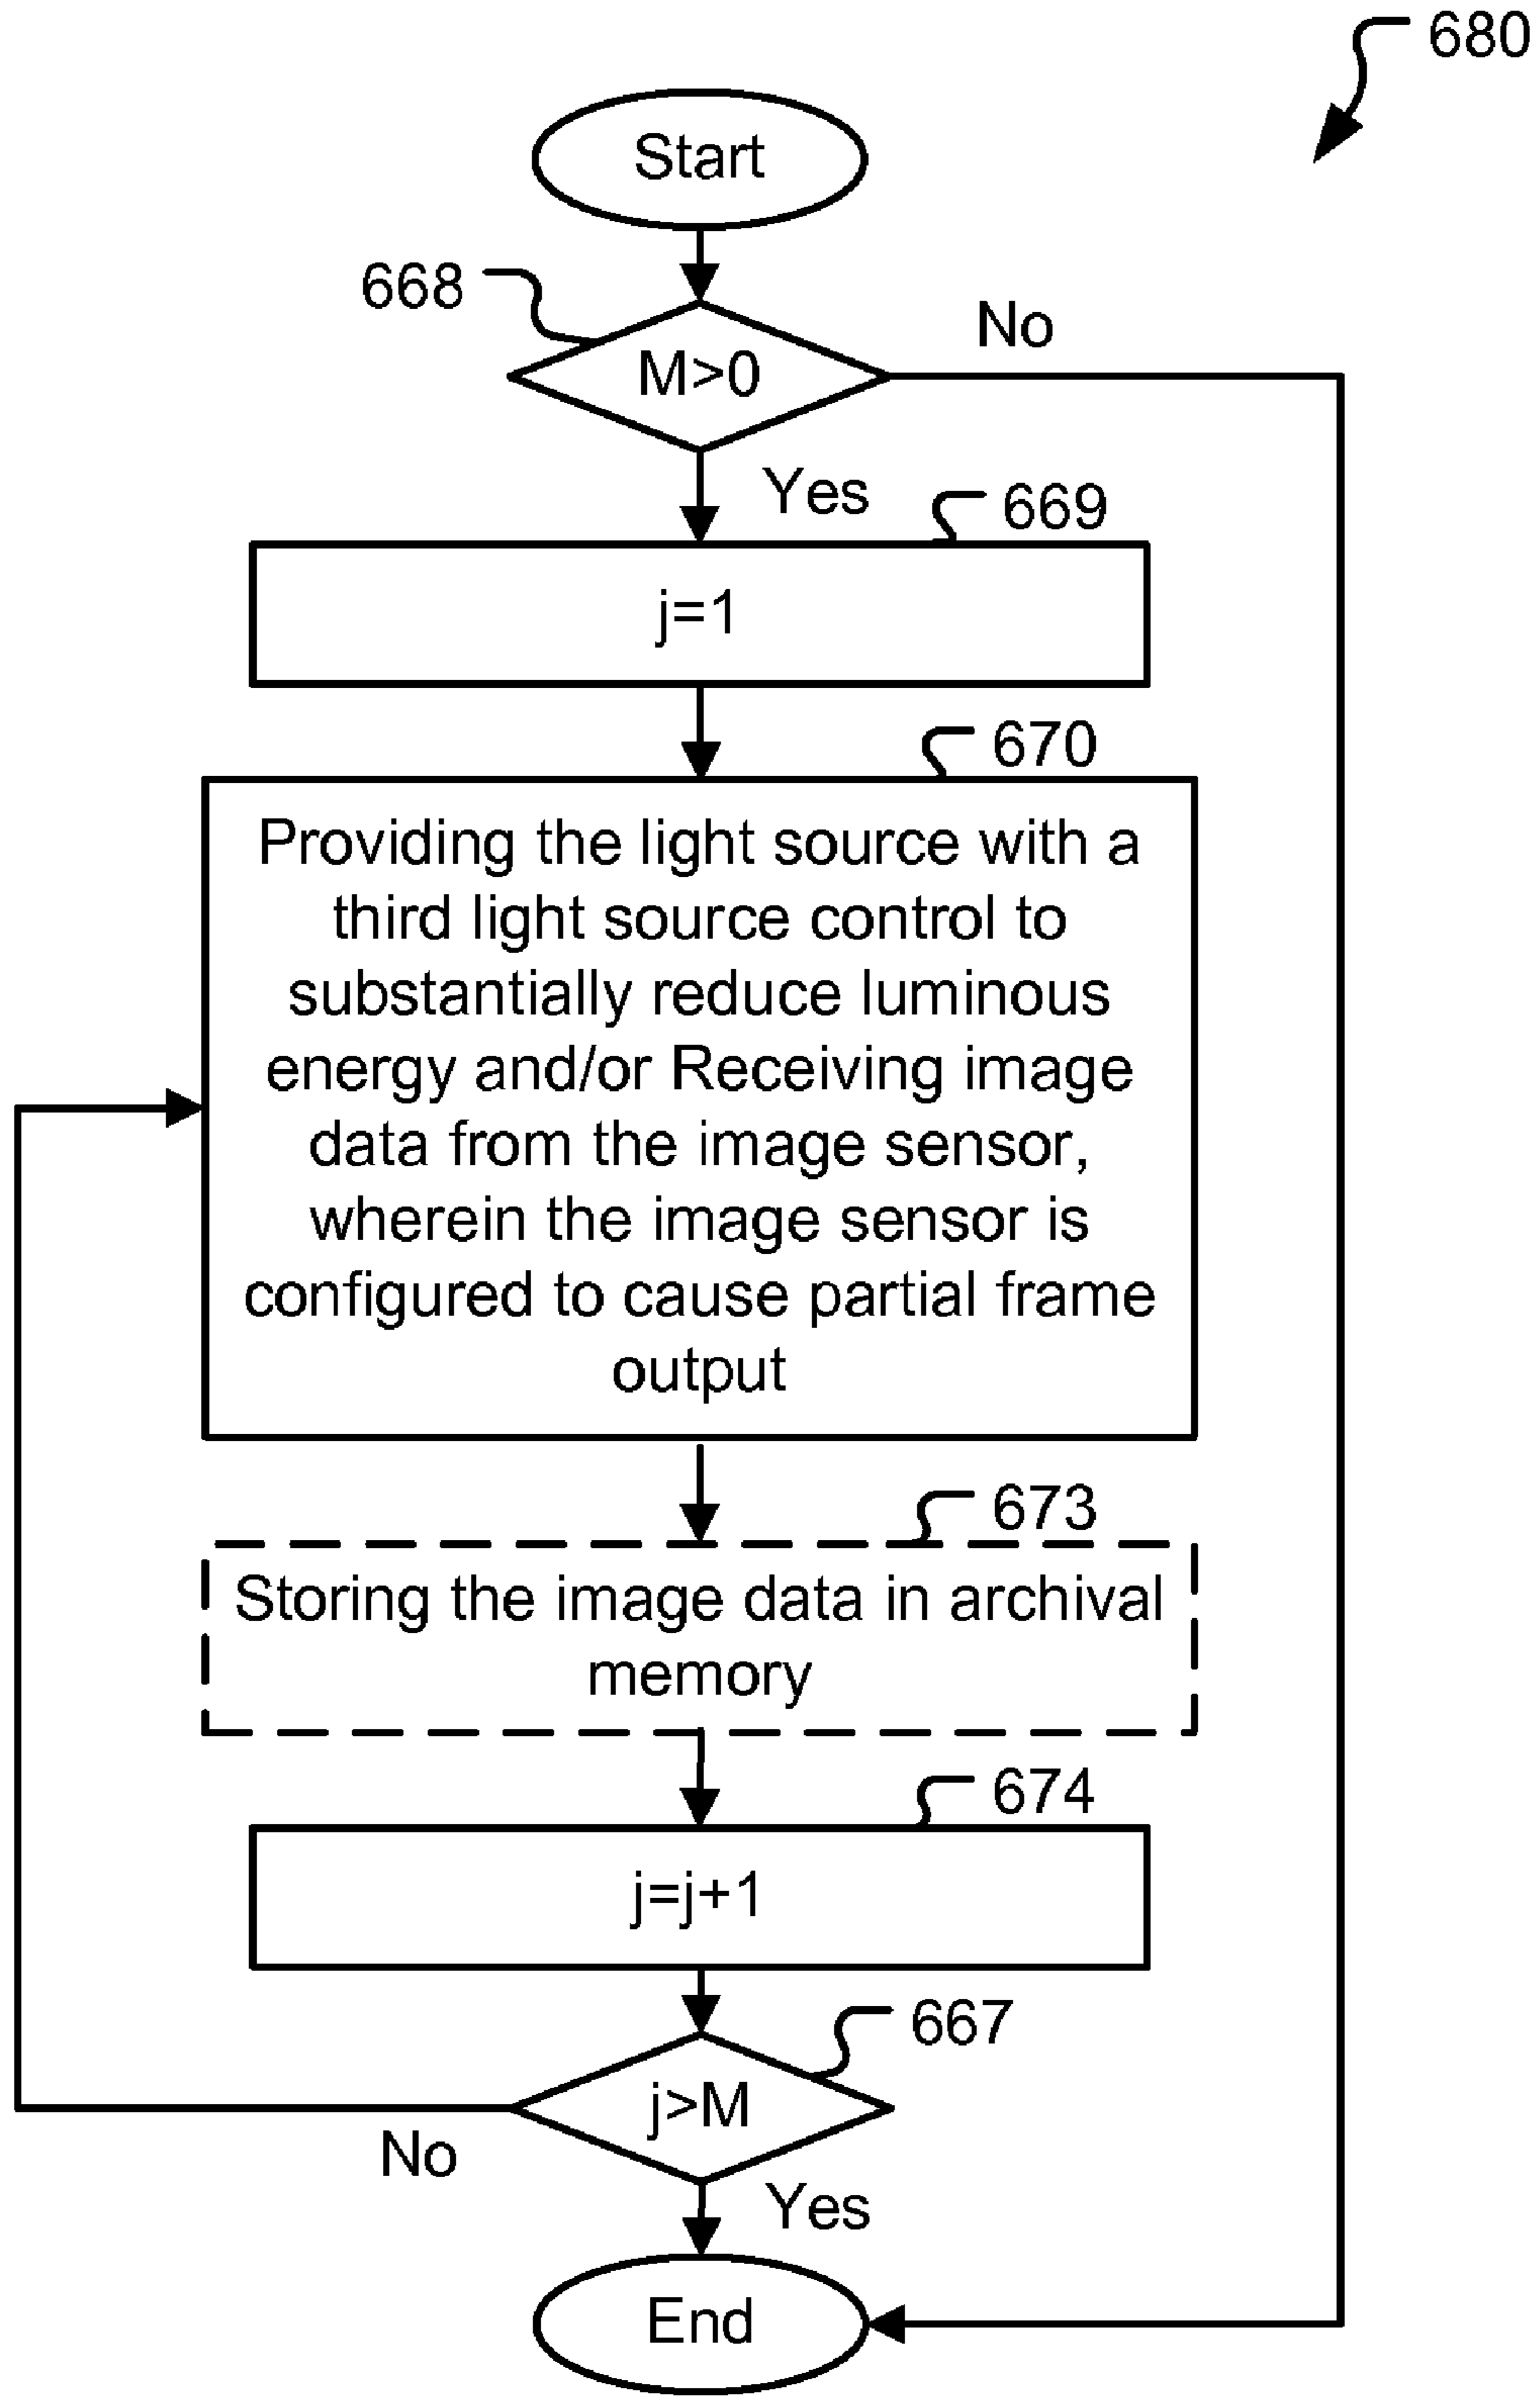 680
Start
668
M>0
No
Yes
669
j=1
670
Providing the light source with a
third light source control to
substantially reduce luminous
energy and/or Receiving image
data from the image sensor,
wherein the image sensor is
configured to cause partial frame
output
673
Storing the image data in archival
memory
674
j=j+1
667
j>M
No
Yes
End